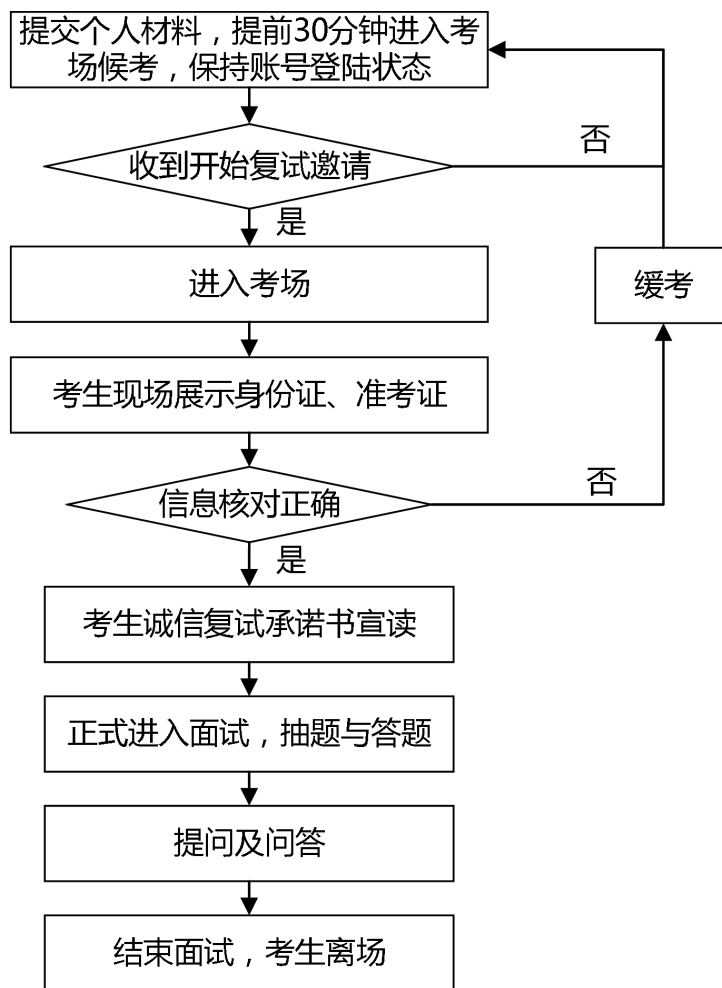 提交个人材料，提前30分钟进入考
场候考，保持账号登陆状态
否
收到开始复试邀请
是
进入考场
缓考
考生现场展示身份证、准考证
信息核对正确
否
是
考生诚信复试承诺书宣读
正式进入面试，抽题与答题
提问及问答
结束面试，考生离场